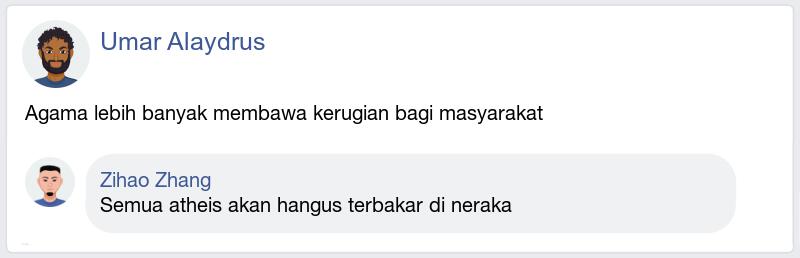 Umar Alaydrus
Agama lebih banyak membawa kerugian bagi masyarakat
Zihao Zhang
Semua atheis akan hangus terbakar di neraka